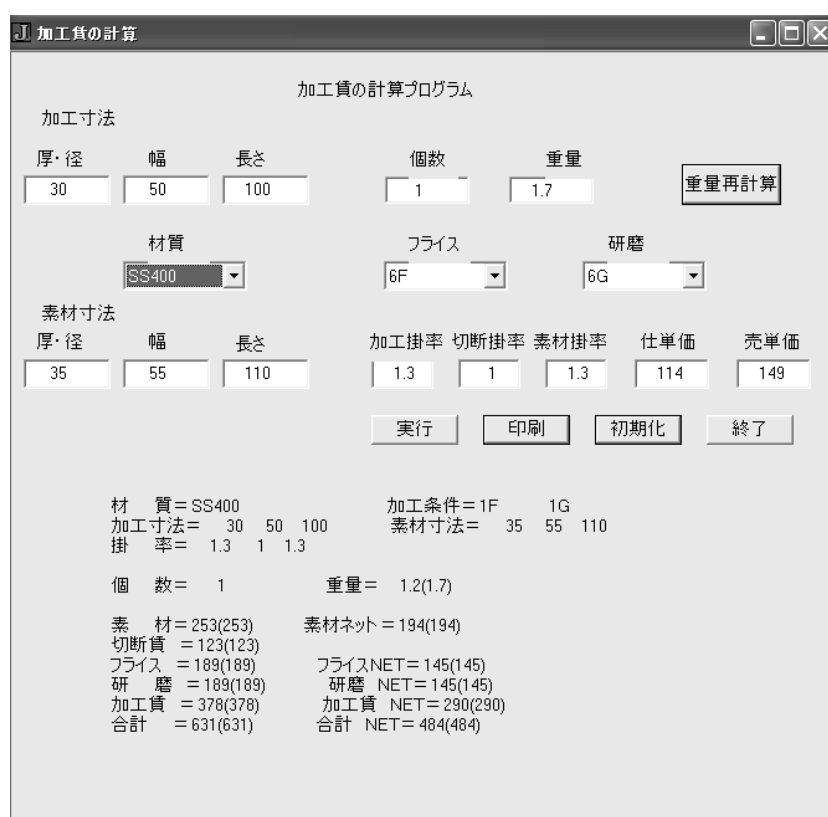 加工賃の計算
加工賃の計算プログラム
加工寸法
厚・径 幅 長さ 個数 重量
30 50 100 1 1.7 重量再計算
材質 フライス 研磨
SS400 6F 6G
素材寸法
厚・径 幅 長さ 加工掛率 切断掛率 素材掛率 仕単価 売単価
35 55 110 1.3 1 1.3 114 149
実行 印刷 初期化 終了
材 質=SS400 加工条件=1F 1G
加工寸法= 30 50 100 素材寸法= 35 55 110
掛 率= 1.3 1 1.3
個 数= 1 重量= 1.2(1.7)
素 材=253(253) 素材ネット=194(194)
切断賃 =123(123)
フライス =189(189) フライスNET=145(145)
研 磨 =189(189) 研磨 NET=145(145)
加工賃 =378(378) 加工賃 NET=290(290)
合計 =631(631) 合計 NET=484(484)